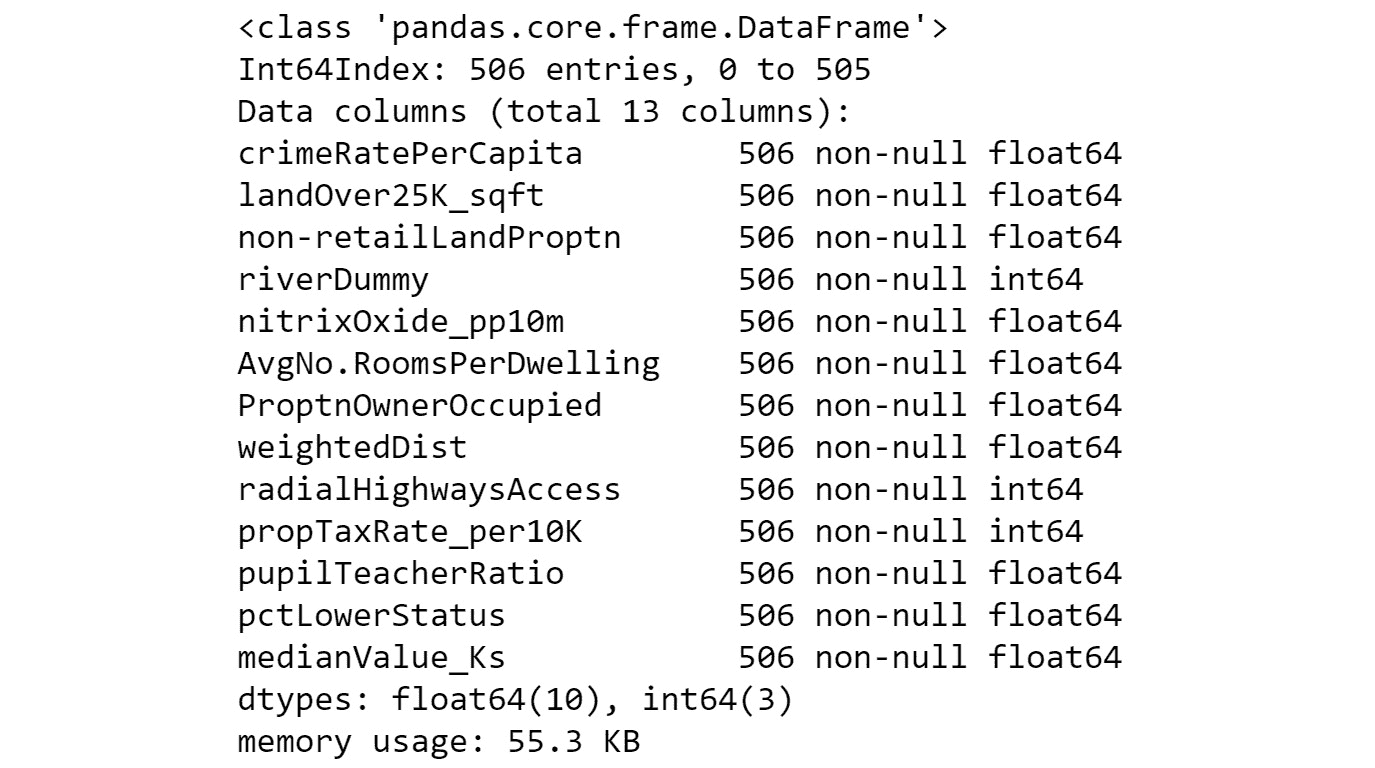 <class 'pandas.core.frame.DataFrame'>
Int64Index: 506 entries, 0 to 505
Data columns (total 13 columns):
crimeRatePerCapita        506 non-null float64
landOver25K_sqft          506 non-null float64
non-retailLandProptn      506 non-null float64
riverDummy                506 non-null int64
nitrixOxide_pp10m         506 non-null float64
AvgNo.RoomsPerDwelling    506 non-null float64
ProptnOwnerOccupied       506 non-null float64
weightedDist              506 non-null float64
radialHighwaysAccess      506 non-null int64
propTaxRate_per10K        506 non-null int64
pupilTeacherRatio         506 non-null float64
pctLowerStatus            506 non-null float64
medianValue_Ks            506 non-null float64
dtypes: float64(10), int64(3)
memory usage: 55.3 KB